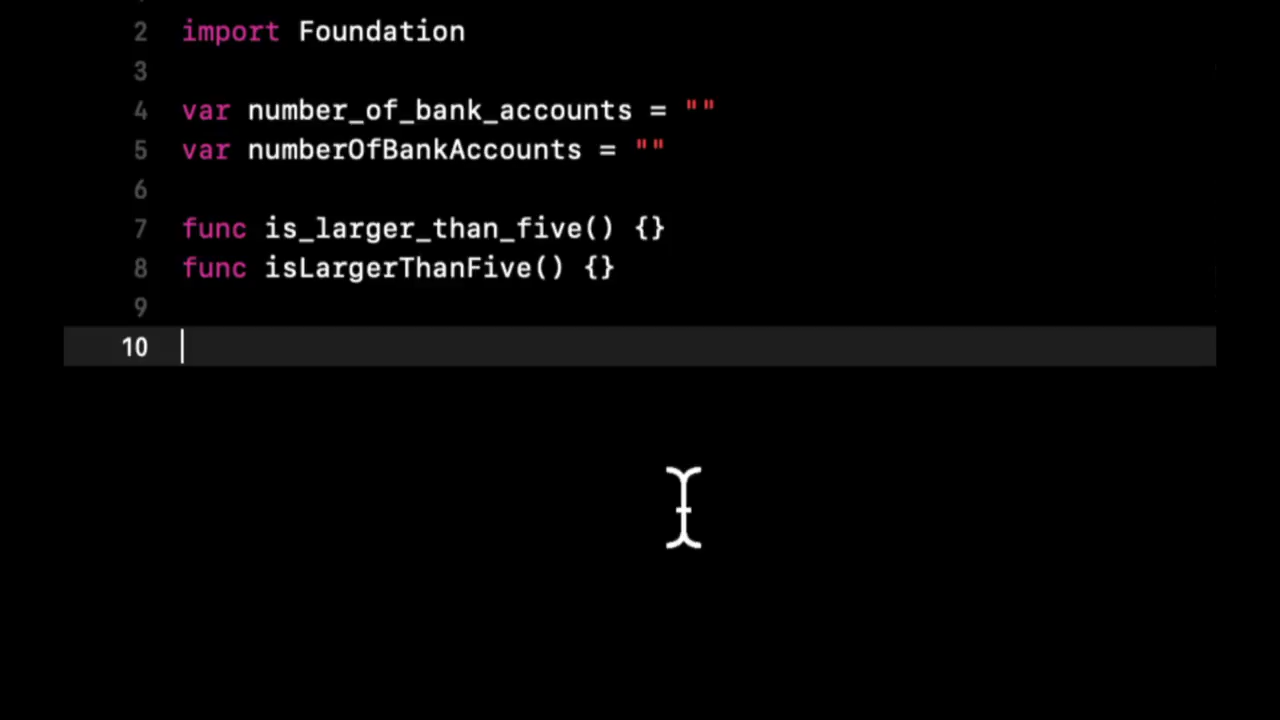 2 import Foundation
3
4 var number_of_bank_accounts = ""
5 var numberOfBankAccounts = ""
6
7 func is_larger_than_five() {}
8 func isLargerThanFive() {}
9
10